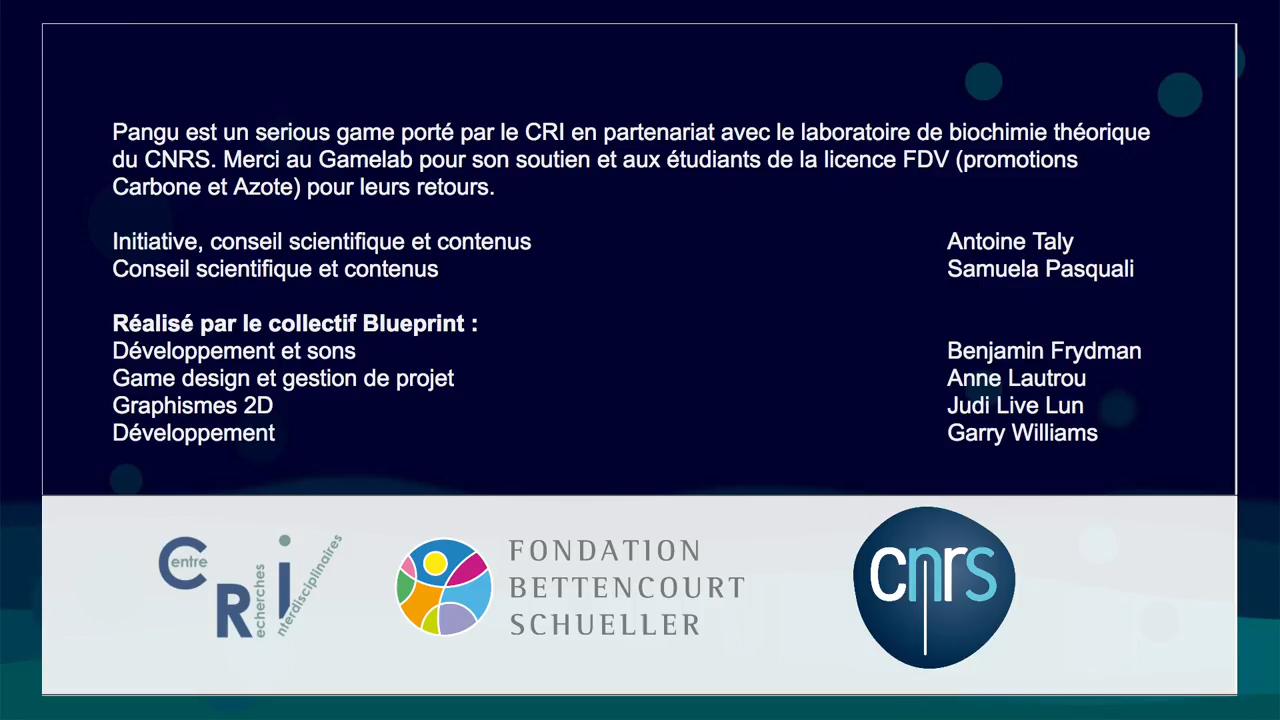 Pangu est un serious game porté par le CRI en partenariat avec le laboratoire de biochimie théorique
du CNRS. Merci au Gamelab pour son soutien et aux étudiants de la licence FDV (promotions
Carbone et Azote) pour leurs retours.
Initiative, conseil scientifique et contenus Antoine Taly
Conseil scientifique et contenus Samuela Pasquali
Réalisé par le collectif Blueprint :
Développement et sons Benjamin Frydman
Game design et gestion de projet Anne Lautrou
Graphismes 2D Judi Live Lun
Développement Garry Williams
Centre
Recherches
interdisciplinaires
FONDATION
BETTENCOURT
SCHUELLER
cnrs